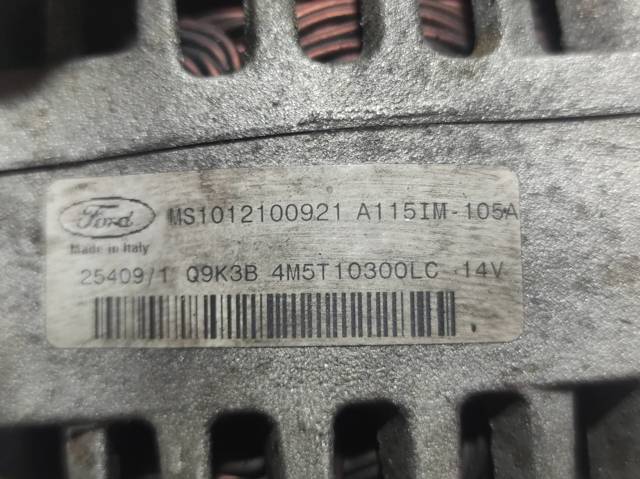 Ford MS1012100921 A115IM-105A
Made in Italy
25409/1 Q9K3B 4M5T10300LC 14V